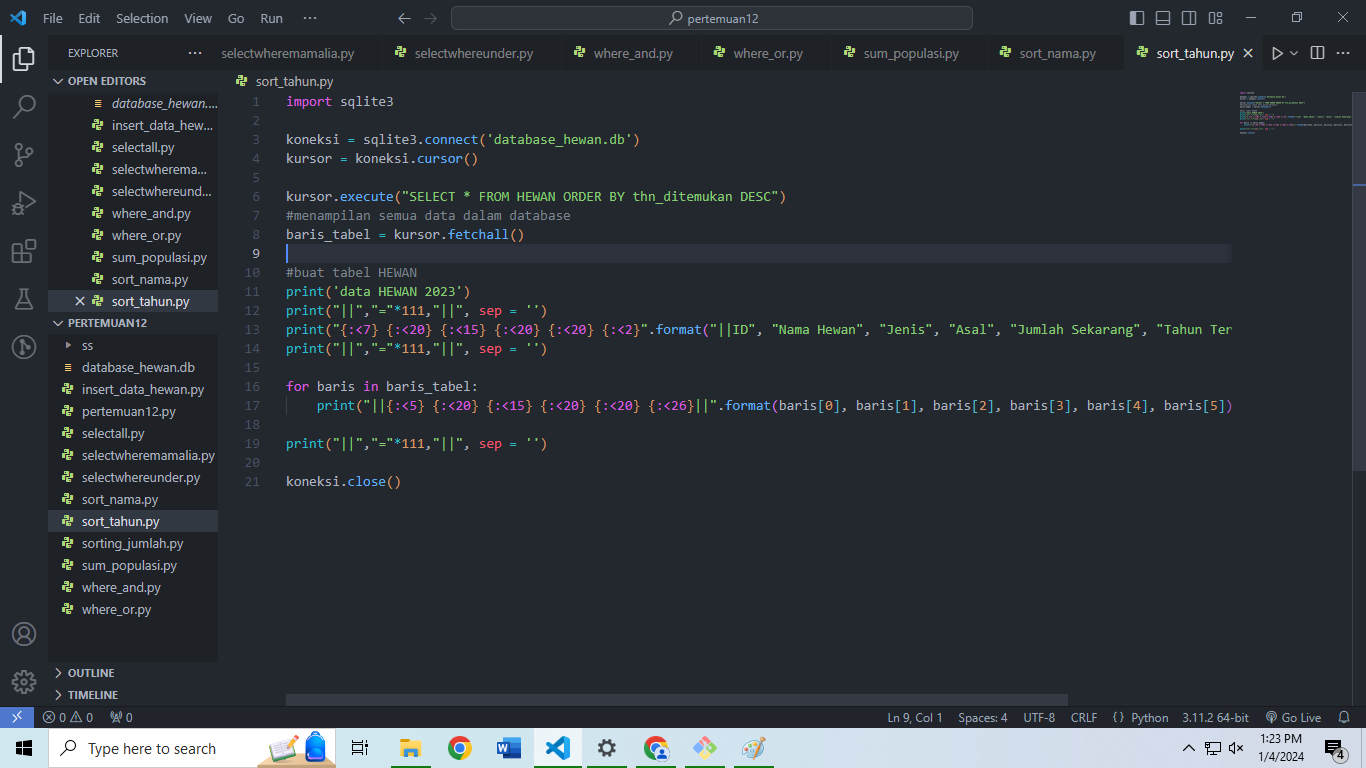 File Edit Selection View Go Run ··· pertemuan12
EXPLORER ···
selectwheremamalia.py selectwhereunder.py where_and.py where_or.py sum_populasi.py sort_nama.py sort_tahun.py
OPEN EDITORS
database_hewan....
insert_data_hew...
selectall.py
selectwherema...
selectwhereund...
where_and.py
where_or.py
sum_populasi.py
sort_nama.py
sort_tahun.py
PERTEMUAN12
ss
database_hewan.db
insert_data_hewan.py
pertemuan12.py
selectall.py
selectwheremamalia.py
selectwhereunder.py
sort_nama.py
sort_tahun.py
sorting_jumlah.py
sum_populasi.py
where_and.py
where_or.py
OUTLINE
TIMELINE
sort_tahun.py
1 import sqlite3
2
3 koneksi = sqlite3.connect('database_hewan.db')
4 kursor = koneksi.cursor()
5
6 kursor.execute("SELECT * FROM HEWAN ORDER BY thn_ditemukan DESC")
7 #menampilan semua data dalam database
8 baris_tabel = kursor.fetchall()
9
10 #buat tabel HEWAN
11 print('data HEWAN 2023')
12 print("||","="*111,"||", sep = '')
13 print("{:<7} {:<20} {:<15} {:<20} {:<20} {:<2}".format("||ID", "Nama Hewan", "Jenis", "Asal", "Jumlah Sekarang", "Tahun Ter
14 print("||","="*111,"||", sep = '')
15
16 for baris in baris_tabel:
17 print("||{:<5} {:<20} {:<15} {:<20} {:<20} {:<26}||".format(baris[0], baris[1], baris[2], baris[3], baris[4], baris[5])
18
19 print("||","="*111,"||", sep = '')
20
21 koneksi.close()
0 0 0 Ln 9, Col 1 Spaces: 4 UTF-8 CRLF { } Python 3.11.2 64-bit Go Live
Type here to search
1:23 PM
1/4/2024
4